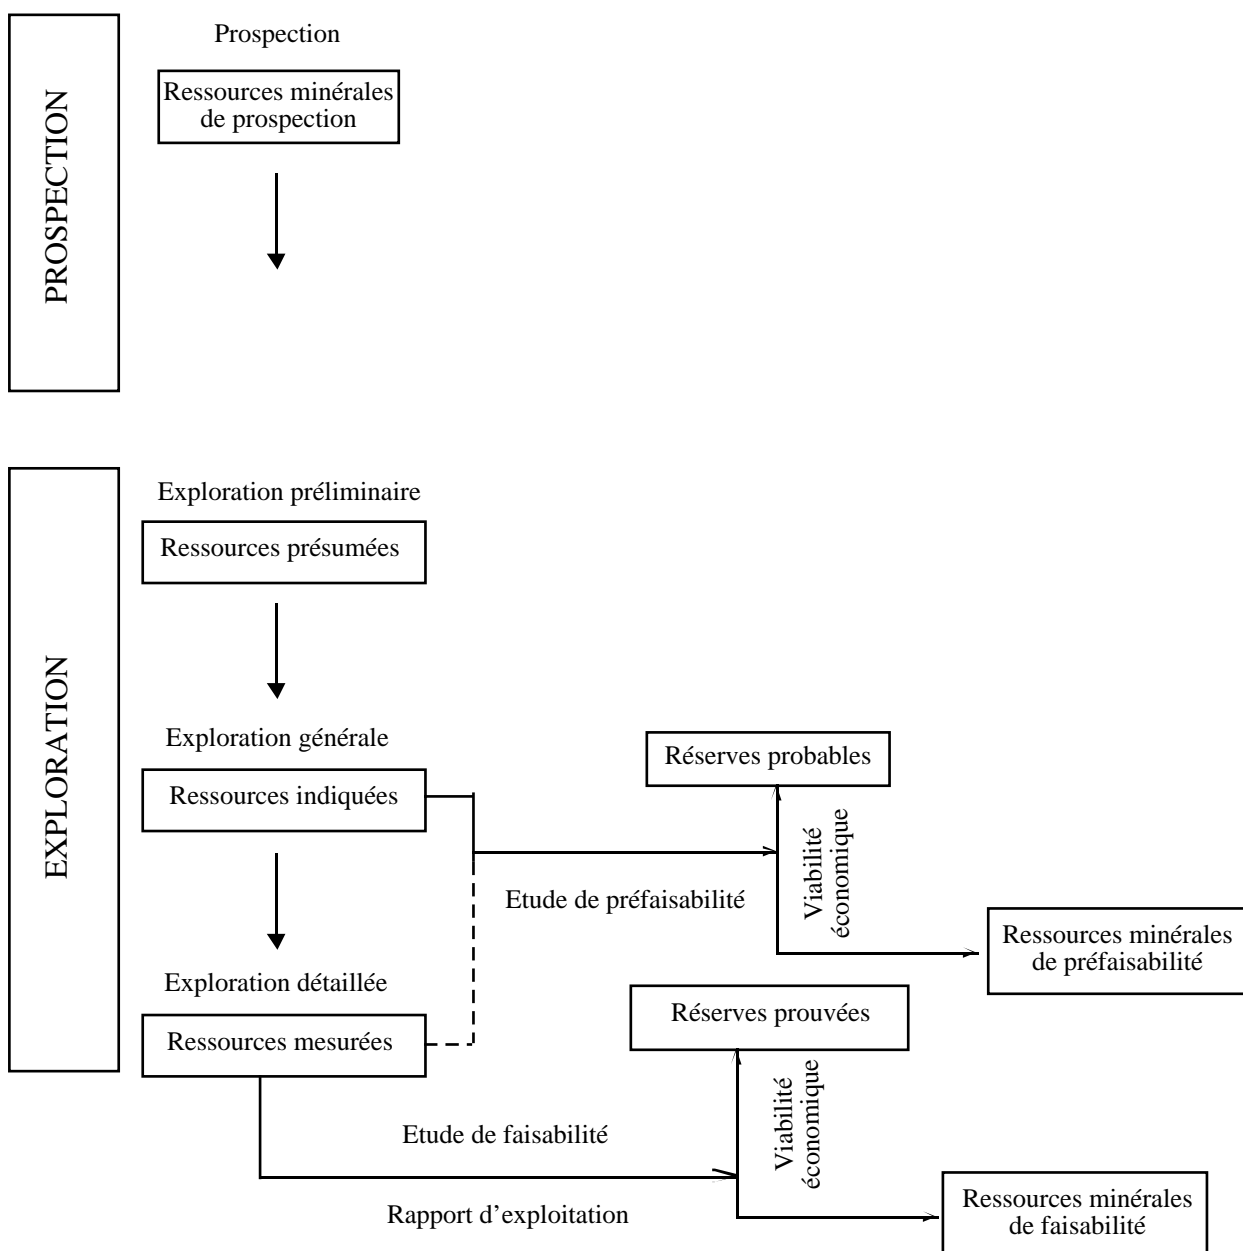 PROSPECTION
Prospection
Ressources minérales
de prospection
EXPLORATION
Exploration préliminaire
Ressources présumées
Exploration générale
Ressources indiquées
Réserves probables
Etude de préfaisabilité
Viabilité
économique
Ressources minérales
de préfaisabilité
Exploration détaillée
Ressources mesurées
Réserves prouvées
Etude de faisabilité
Viabilité
économique
Rapport d’exploitation
Ressources minérales
de faisabilité